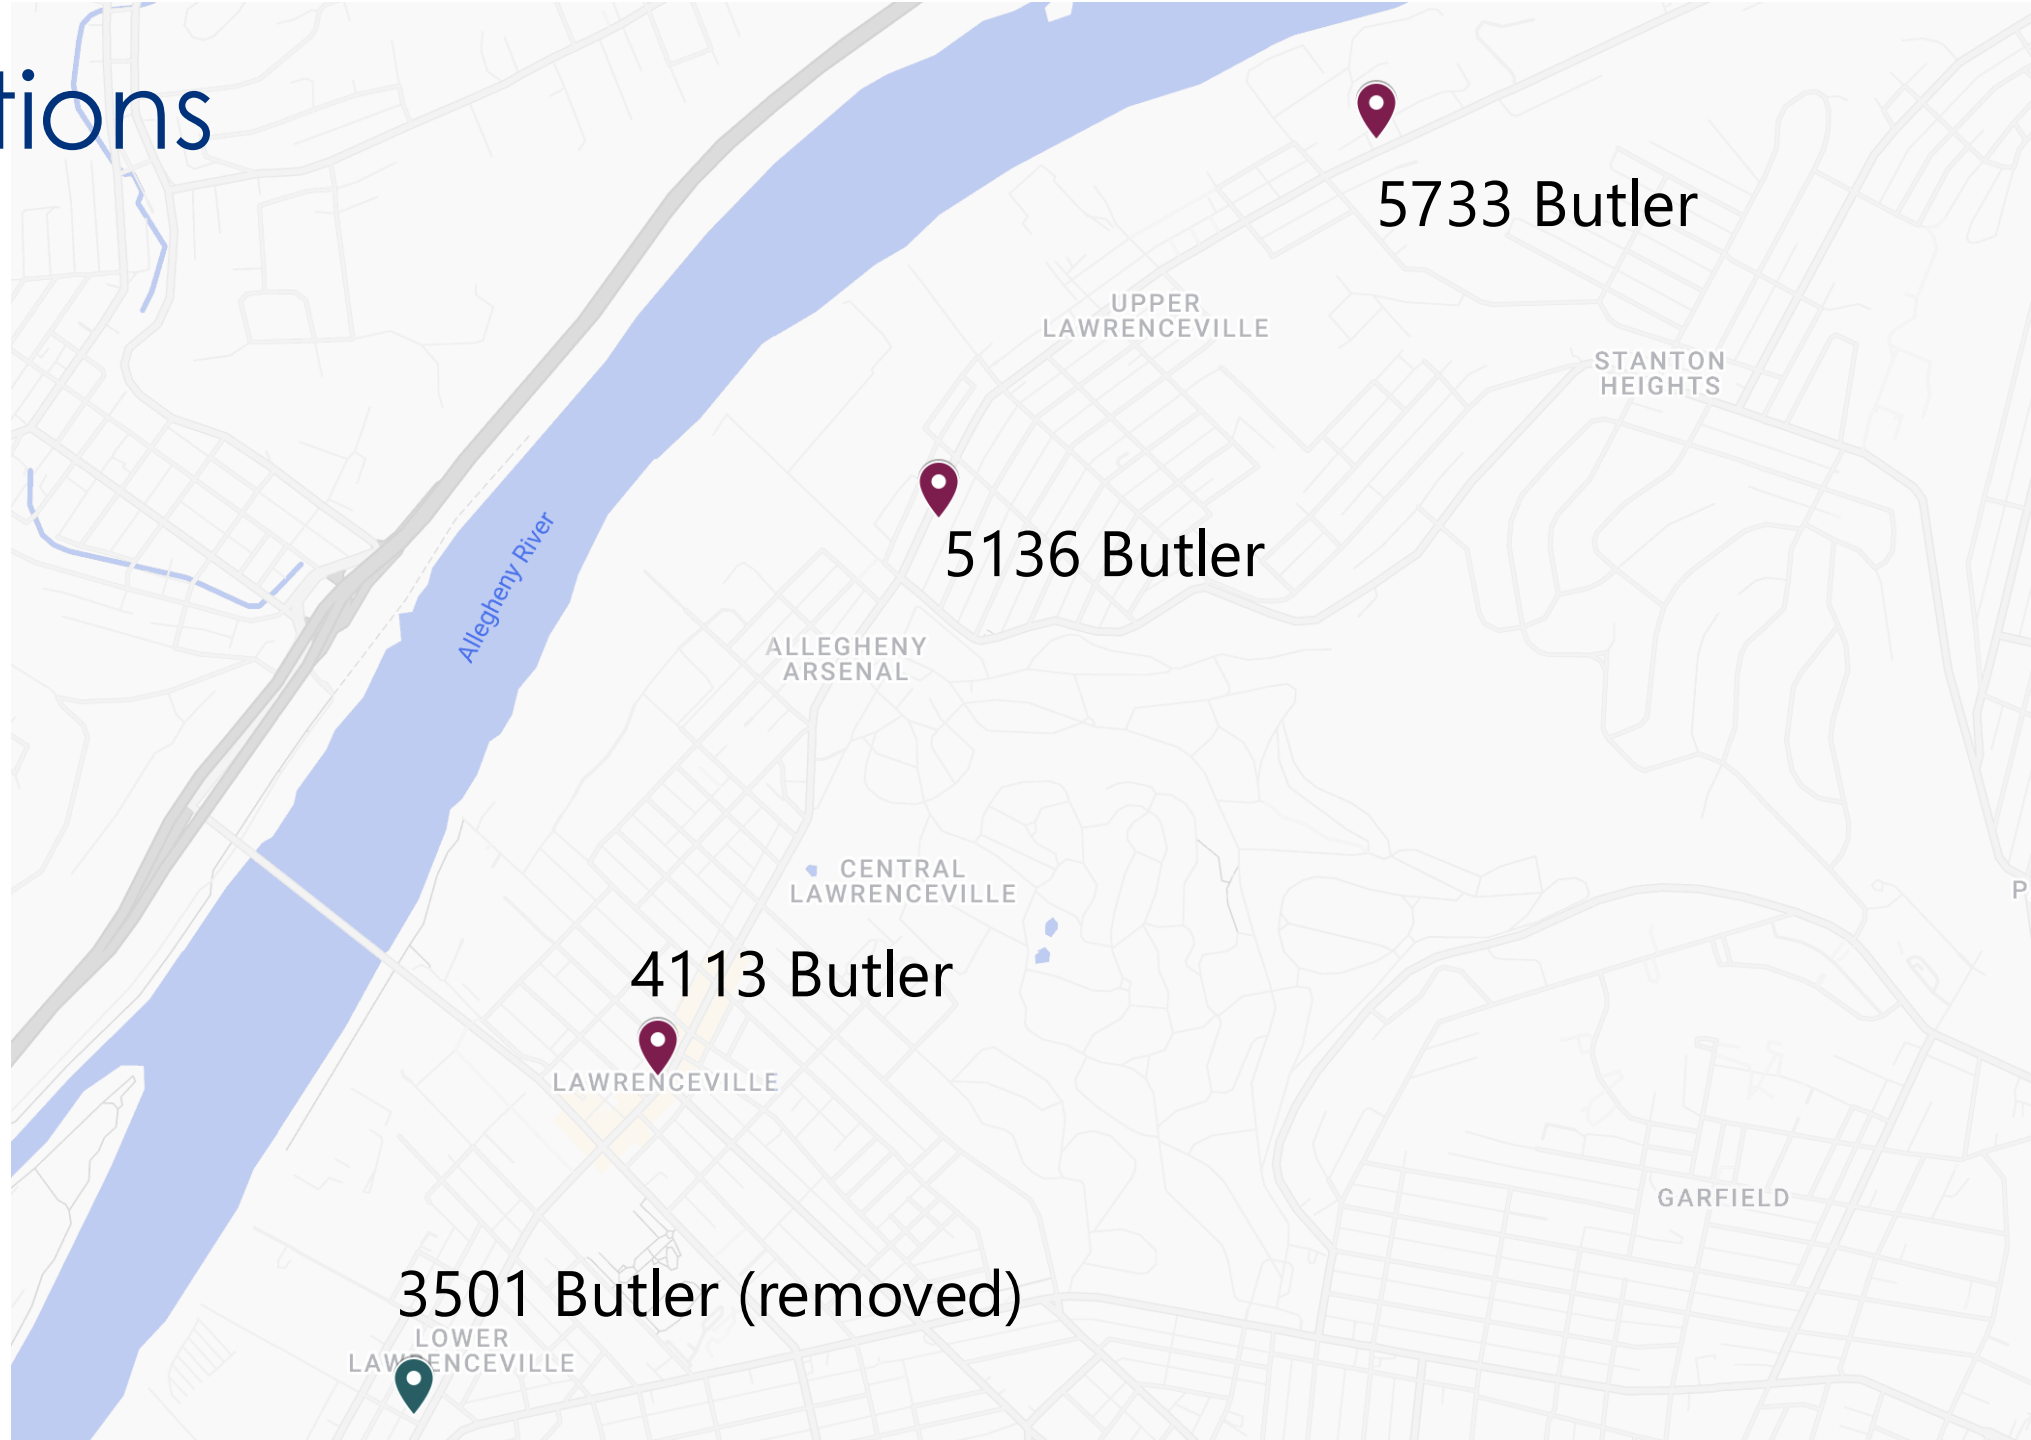 tions
5733 Butler
UPPER
LAWRENCEVILLE
STANTON
HEIGHTS
5136 Butler
Allegheny River
ALLEGHENY
ARSENAL
CENTRAL
LAWRENCEVILLE
P
4113 Butler
LAWRENCEVILLE
GARFIELD
3501 Butler (removed)
LOWER
LAWRENCEVILLE